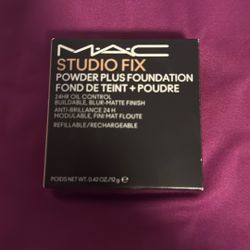 MAC
STUDIO FIX
POWDER PLUS FOUNDATION
FOND DE TEINT + POUDRE
24HR OIL CONTROL
BUILDABLE, BLUR-MATTE FINISH
ANTI-BRILLANCE 24 H
MODULABLE, FINI MAT FLOUTÉ
REFILLABLE/RECHARGEABLE
POIDS NET WT. 0.42 OZ/12 g ℮